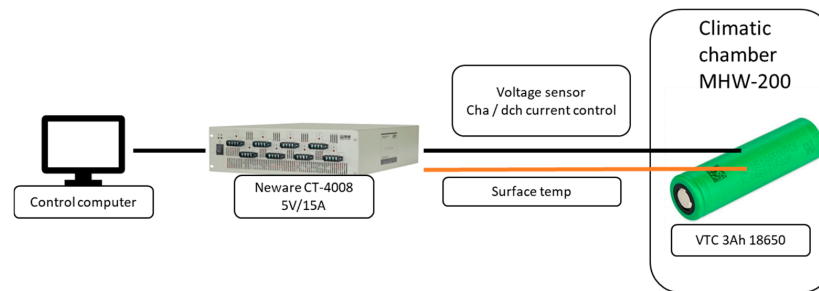 Climatic
chamber
MHW-200
Voltage sensor
Cha / dch current control
Control computer
Neware CT-4008
5V/15A
Surface temp
VTC 3Ah 18650